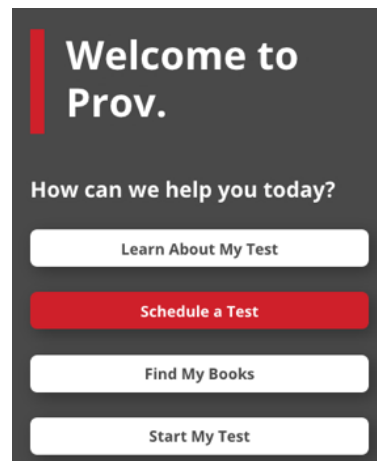 Welcome to
Prov.
How can we help you today?
Learn About My Test
Schedule a Test
Find My Books
Start My Test